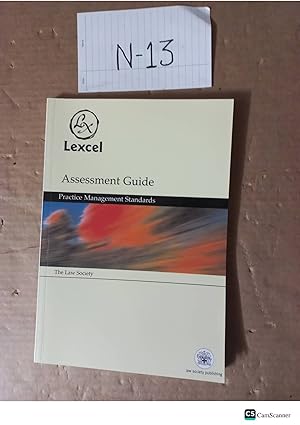 N-13
Lx
Lexcel
Assessment Guide
Practice Management Standards
The Law Society
law society publishing
CS CamScanner